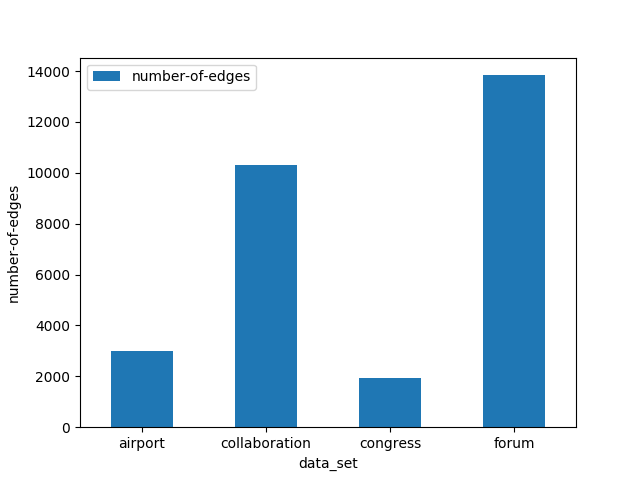 number-of-edges
14000
12000
10000
8000
6000
4000
2000
0
number-of-edges
airport collaboration congress forum
data_set